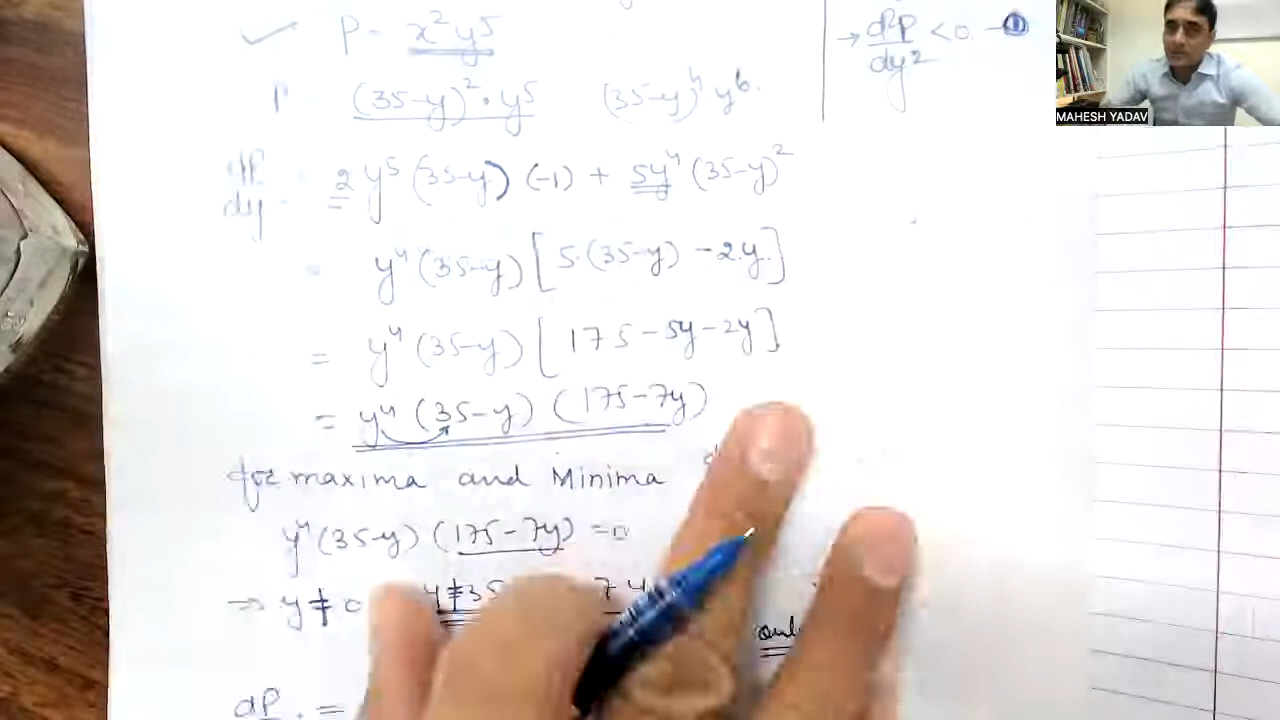 ✓ P = x²y⁵
P = (35-y)²·y⁵ (35-y)⁴ y⁶.
→ d²P/dy² < 0 - ①
MAHESH YADAV
dP/dy = 2y⁵ (35-y) (-1) + 5y⁴ (35-y)²
= y⁴ (35-y) [5·(35-y) - 2y.]
= y⁴ (35-y) [175-5y-2y]
= y⁴ (35-y) (175-7y)
for maxima and Minima
y⁴ (35-y) (175-7y) = 0
⇒ y ≠ 0 y ≠ 35 7y
dP =